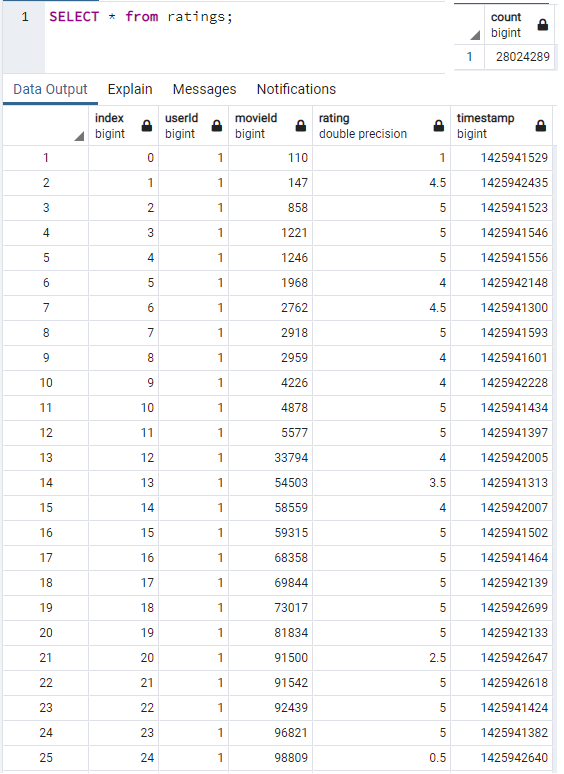 1 SELECT * from ratings;
count
bigint
1 28024289
Data Output Explain Messages Notifications
index userId movieId rating timestamp
bigint bigint bigint double precision bigint
1 0 1 110 1 1425941529
2 1 1 147 4.5 1425942435
3 2 1 858 5 1425941523
4 3 1 1221 5 1425941546
5 4 1 1246 5 1425941556
6 5 1 1968 4 1425942148
7 6 1 2762 4.5 1425941300
8 7 1 2918 5 1425941593
9 8 1 2959 4 1425941601
10 9 1 4226 4 1425942228
11 10 1 4878 5 1425941434
12 11 1 5577 5 1425941397
13 12 1 33794 4 1425942005
14 13 1 54503 3.5 1425941313
15 14 1 58559 4 1425942007
16 15 1 59315 5 1425941502
17 16 1 68358 5 1425941464
18 17 1 69844 5 1425942139
19 18 1 73017 5 1425942699
20 19 1 81834 5 1425942133
21 20 1 91500 2.5 1425942647
22 21 1 91542 5 1425942618
23 22 1 92439 5 1425941424
24 23 1 96821 5 1425941382
25 24 1 98809 0.5 1425942640